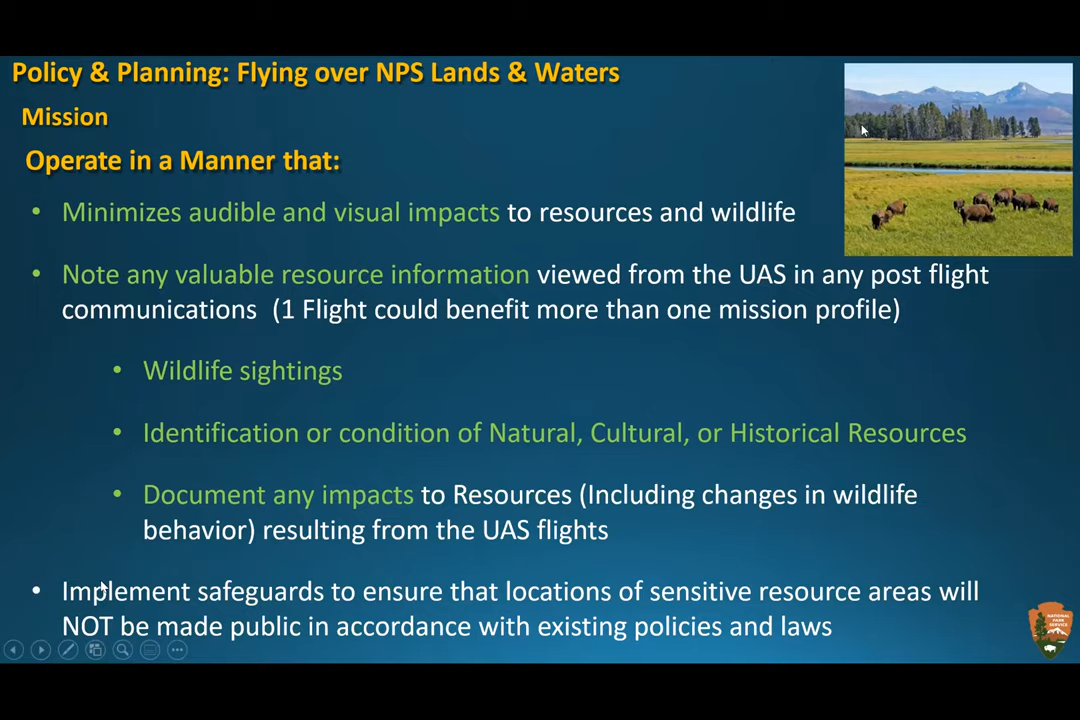 Policy & Planning: Flying over NPS Lands & Waters
Mission
Operate in a Manner that:
• Minimizes audible and visual impacts to resources and wildlife
• Note any valuable resource information viewed from the UAS in any post flight
communications (1 Flight could benefit more than one mission profile)
• Wildlife sightings
• Identification or condition of Natural, Cultural, or Historical Resources
• Document any impacts to Resources (Including changes in wildlife
behavior) resulting from the UAS flights
• Implement safeguards to ensure that locations of sensitive resource areas will
NOT be made public in accordance with existing policies and laws
NATIONAL
PARK
SERVICE